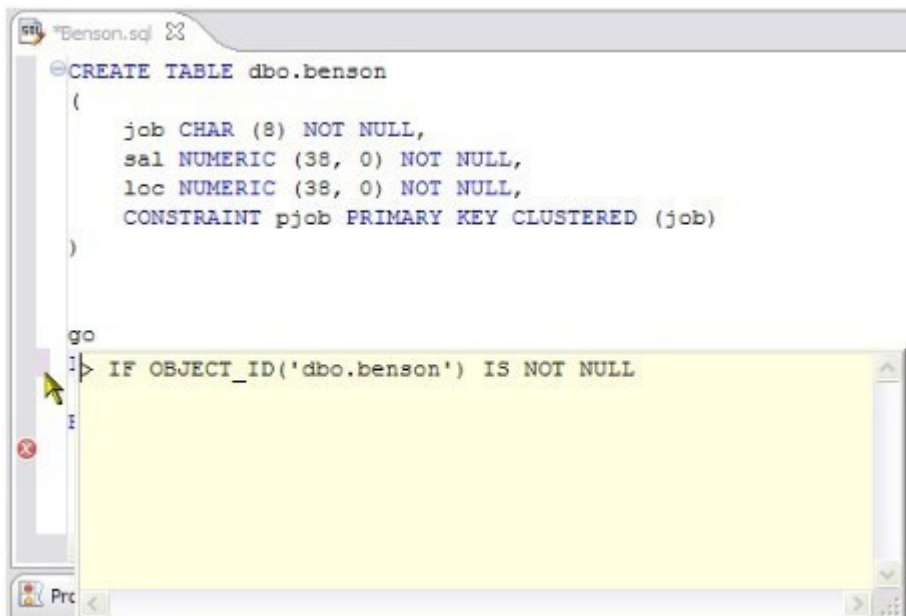 *Benson.sql
CREATE TABLE dbo.benson
(
job CHAR (8) NOT NULL,
sal NUMERIC (38, 0) NOT NULL,
loc NUMERIC (38, 0) NOT NULL,
CONSTRAINT pjob PRIMARY KEY CLUSTERED (job)
)
go
> IF OBJECT_ID('dbo.benson') IS NOT NULL